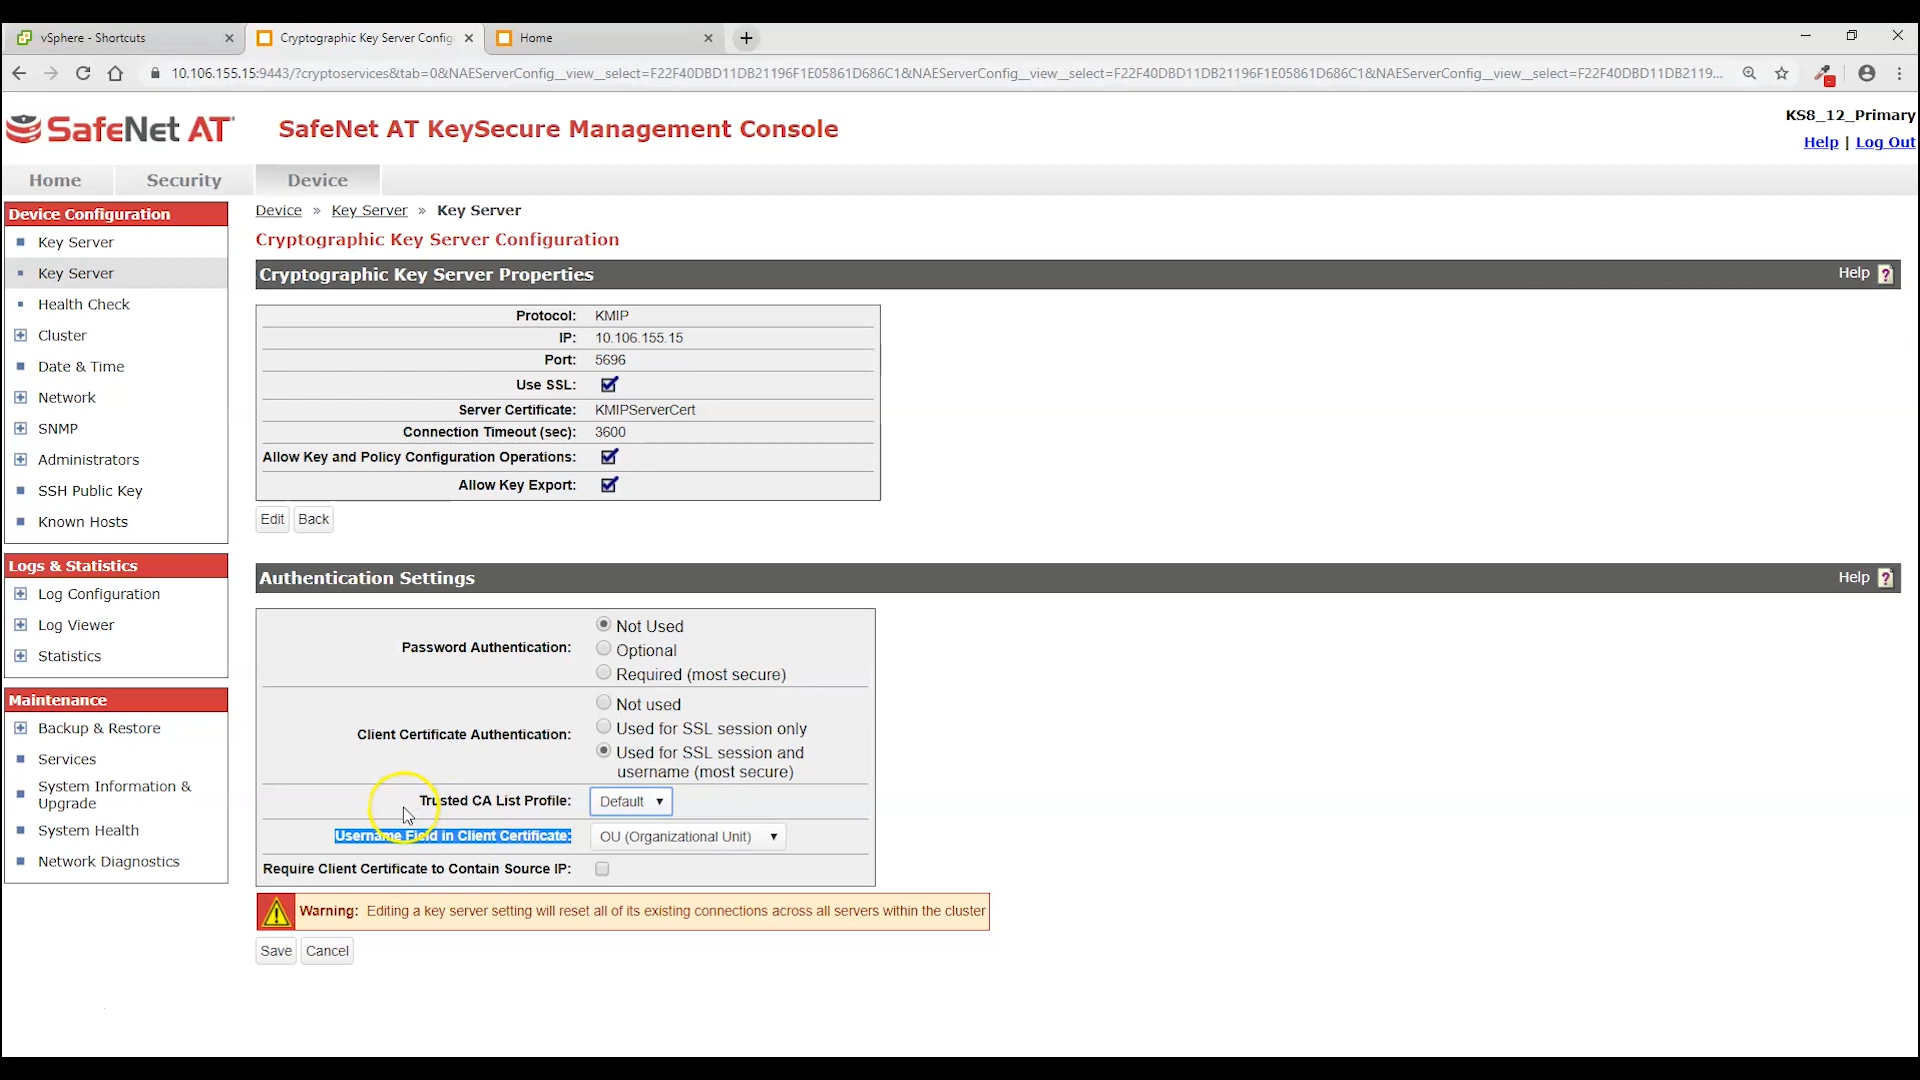 vSphere - Shortcuts
Cryptographic Key Server Config
Home
10.106.155.15:9443/?cryptoservices&tab=0&NAEServerConfig__view__select=F22F40DBD11DB21196F1E05861D686C1&NAEServerConfig__view__select=F22F40DBD11DB21196F1E05861D686C1&NAEServerConfig__view__select=F22F40DBD11DB2119...
SafeNet AT
SafeNet AT KeySecure Management Console
KS8_12_Primary
Help | Log Out
Home Security Device
Device Configuration
Key Server
Key Server
Health Check
Cluster
Date & Time
Network
SNMP
Administrators
SSH Public Key
Known Hosts
Logs & Statistics
Log Configuration
Log Viewer
Statistics
Maintenance
Backup & Restore
Services
System Information &
Upgrade
System Health
Network Diagnostics
Device » Key Server » Key Server
Cryptographic Key Server Configuration
Cryptographic Key Server Properties
Help ?
Protocol: KMIP
IP: 10.106.155.15
Port: 5696
Use SSL:
Server Certificate: KMIPServerCert
Connection Timeout (sec): 3600
Allow Key and Policy Configuration Operations:
Allow Key Export:
Edit Back
Authentication Settings
Help ?
Password Authentication:
Not Used
Optional
Required (most secure)
Client Certificate Authentication:
Not used
Used for SSL session only
Used for SSL session and
username (most secure)
Trusted CA List Profile: Default
Username Field in Client Certificate: OU (Organizational Unit)
Require Client Certificate to Contain Source IP:
Warning: Editing a key server setting will reset all of its existing connections across all servers within the cluster
Save Cancel